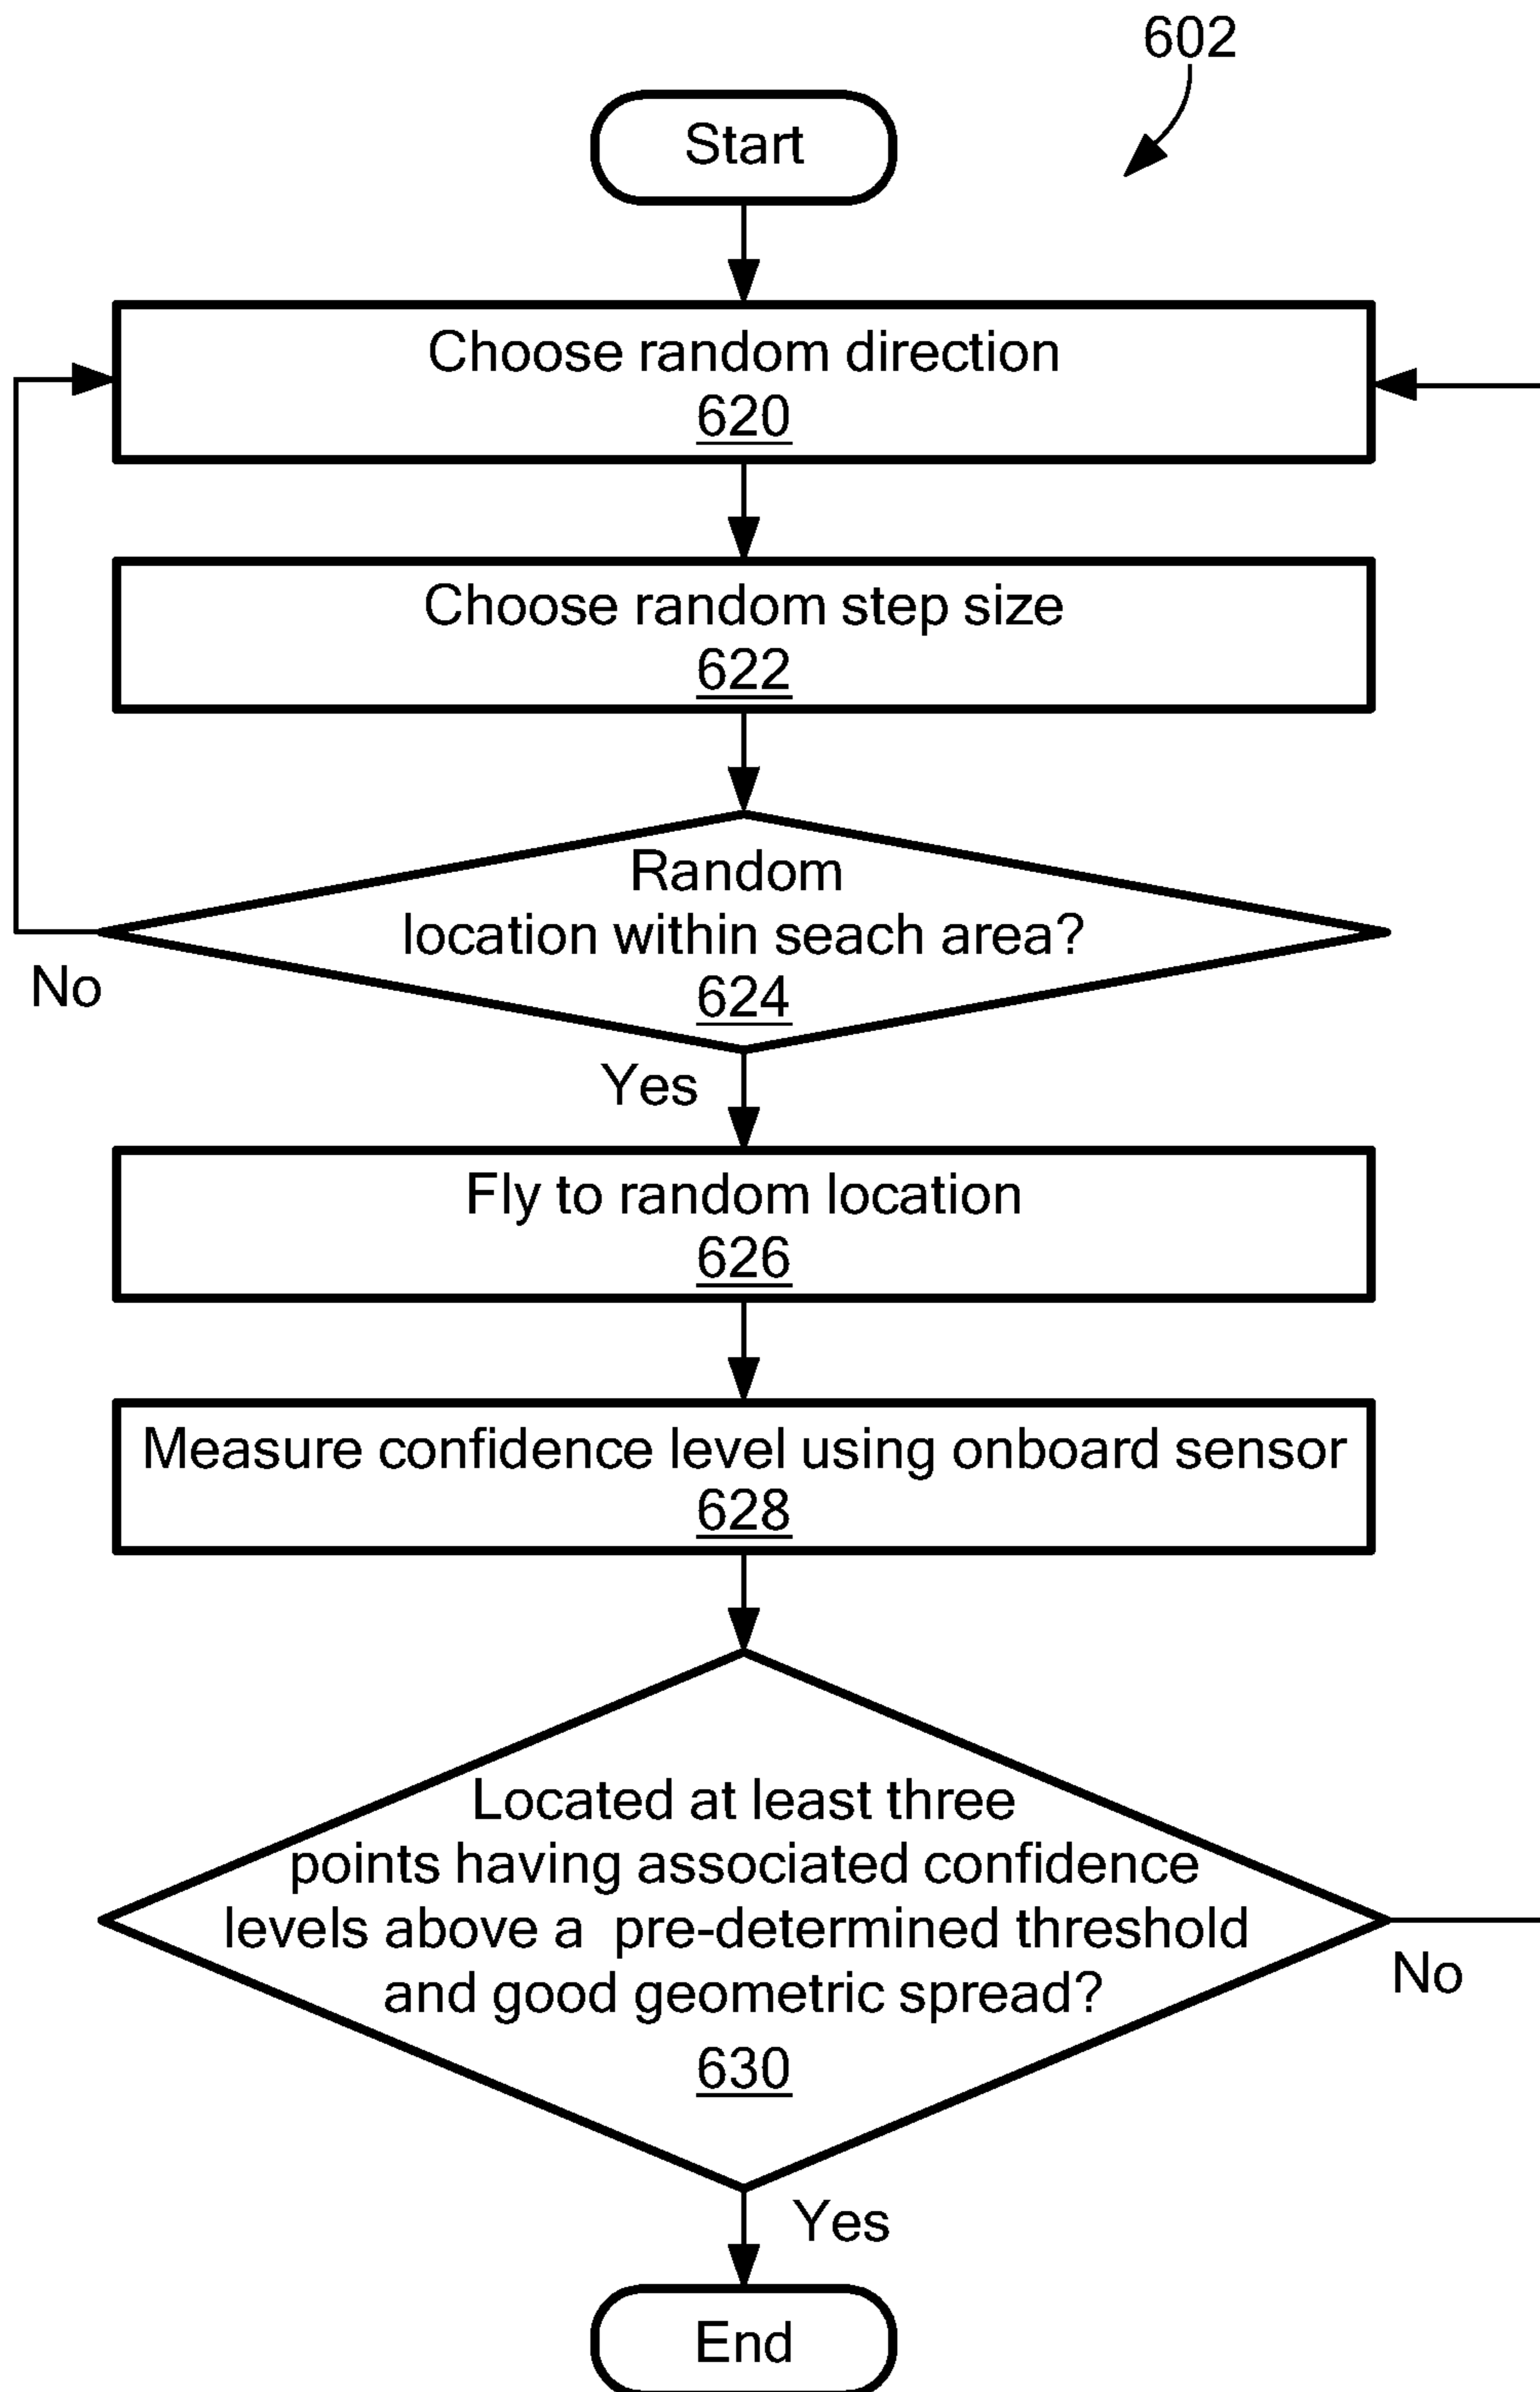 602
Start
Choose random direction
620
Choose random step size
622
Random
location within seach area?
624
No
Yes
Fly to random location
626
Measure confidence level using onboard sensor
628
Located at least three
points having associated confidence
levels above a  pre-determined threshold
and good geometric spread?
630
No
Yes
End